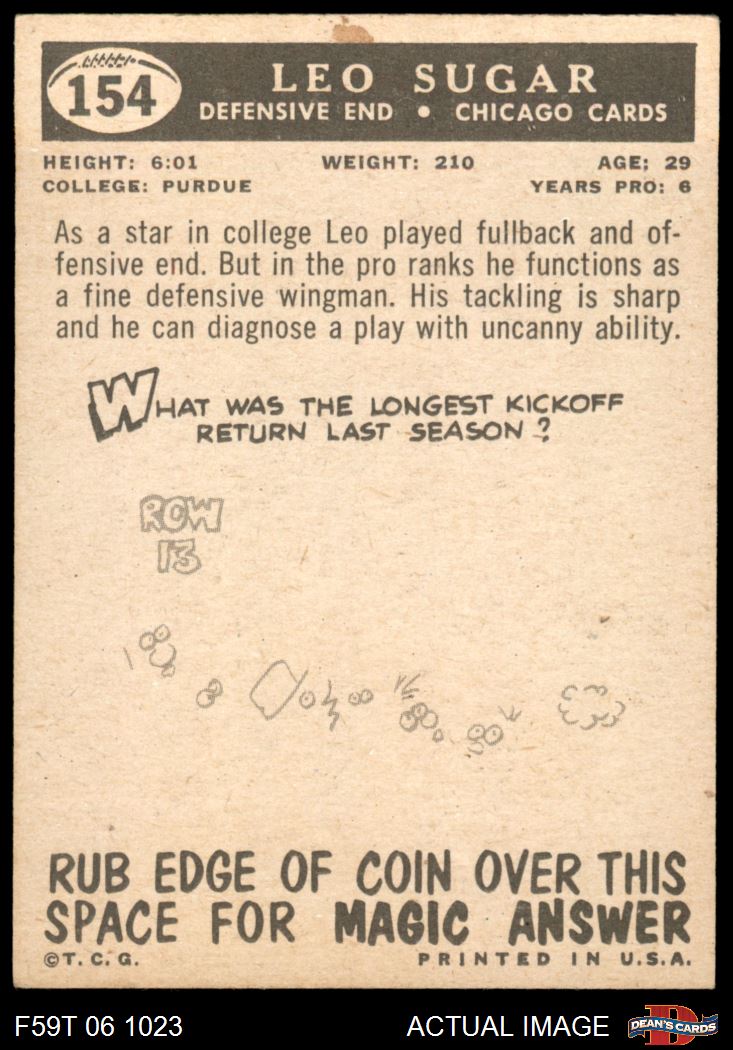 154
LEO SUGAR
DEFENSIVE END • CHICAGO CARDS
HEIGHT: 6:01 WEIGHT: 210 AGE: 29
COLLEGE: PURDUE YEARS PRO: 6
As a star in college Leo played fullback and of-
fensive end. But in the pro ranks he functions as
a fine defensive wingman. His tackling is sharp
and he can diagnose a play with uncanny ability.
WHAT WAS THE LONGEST KICKOFF
RETURN LAST SEASON?
ROW
13
RUB EDGE OF COIN OVER THIS
SPACE FOR MAGIC ANSWER
©T.C.G. PRINTED IN U.S.A.
F59T 06 1023 ACTUAL IMAGE D DEAN'S CARDS